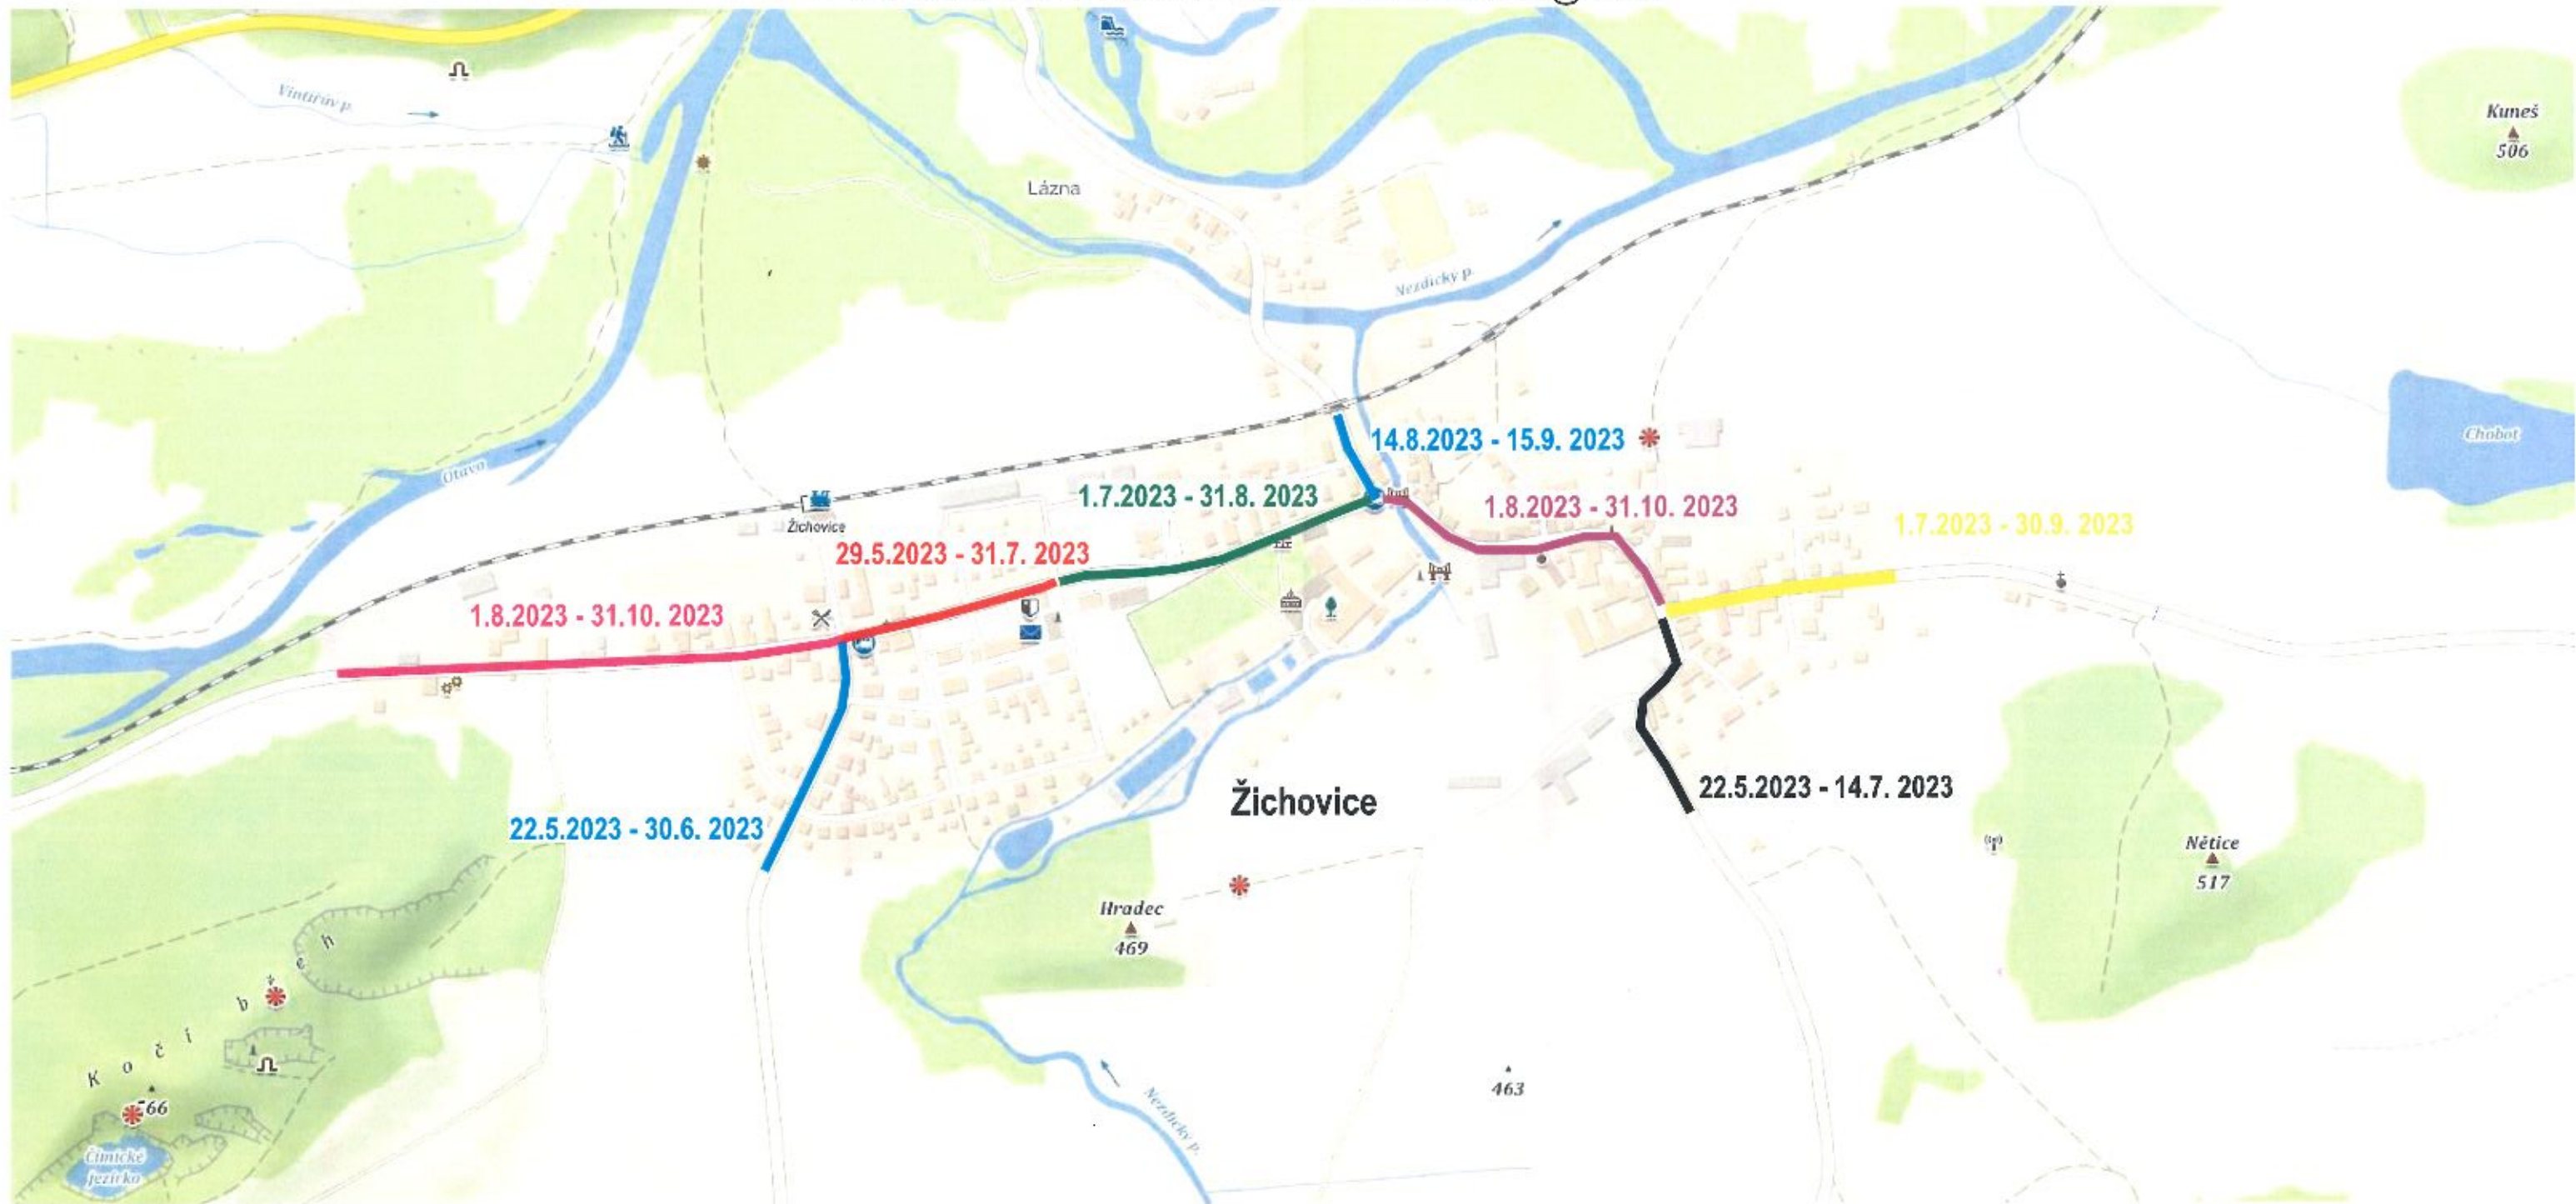 Vintířův p.
Kuneš
506
Lázna
Nezdický p.
Chobot
14.8.2023 - 15.9. 2023
Otava
1.7.2023 - 31.8. 2023
1.8.2023 - 31.10. 2023
Žichovice
1.7.2023 - 30.9. 2023
29.5.2023 - 31.7. 2023
1.8.2023 - 31.10. 2023
22.5.2023 - 14.7. 2023
Žichovice
22.5.2023 - 30.6. 2023
Nětice
517
Hradec
469
Kočí břeh
463
Nezdický p.
Čimické
jezírko